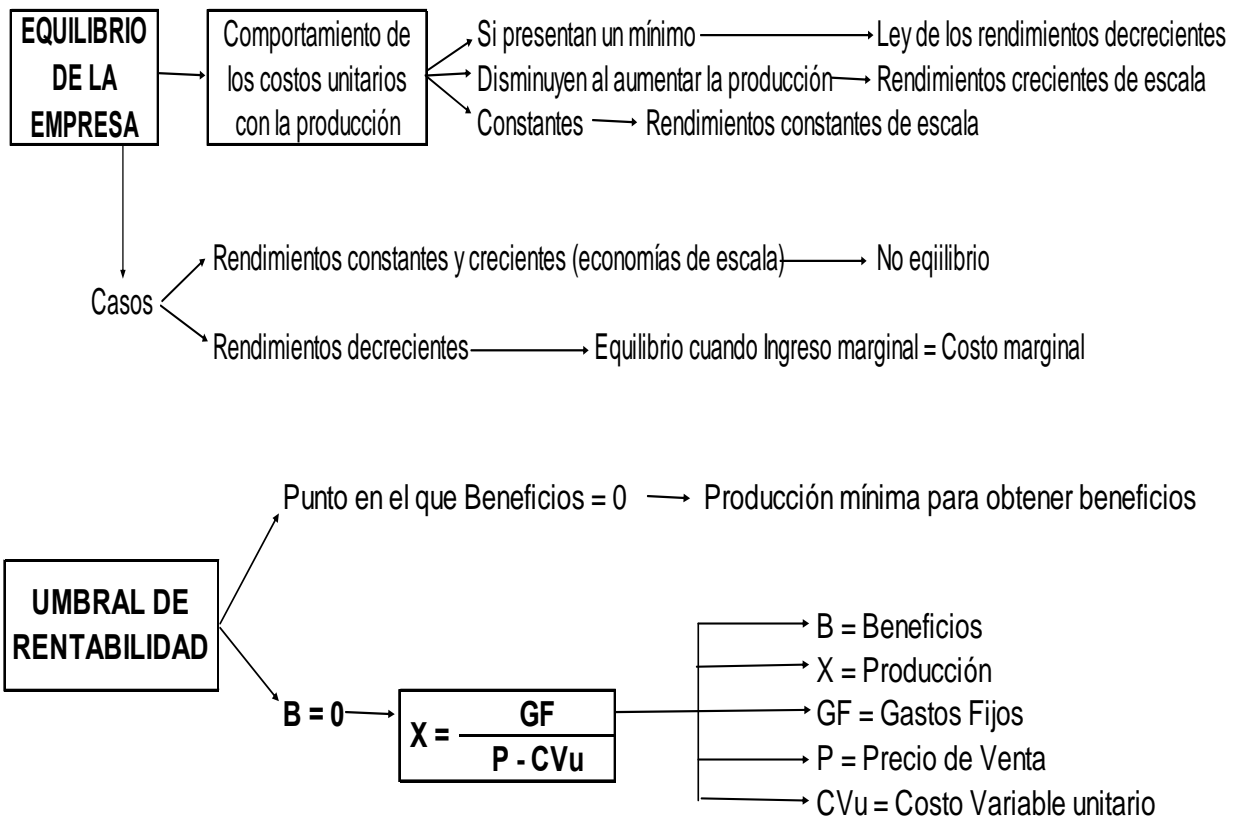 EQUILIBRIO
DE LA
EMPRESA
Comportamiento de
los costos unitarios
con la producción
Si presentan un mínimo
Ley de los rendimientos decrecientes
Disminuyen al aumentar la producción
Rendimientos crecientes de escala
Constantes
Rendimientos constantes de escala
Casos
Rendimientos constantes y crecientes (economías de escala)
No eqiilibrio
Rendimientos decrecientes
Equilibrio cuando Ingreso marginal = Costo marginal
UMBRAL DE
RENTABILIDAD
Punto en el que Beneficios = 0
Producción mínima para obtener beneficios
B = 0
X =
GF
P - CVu
B = Beneficios
X = Producción
GF = Gastos Fijos
P = Precio de Venta
CVu = Costo Variable unitario